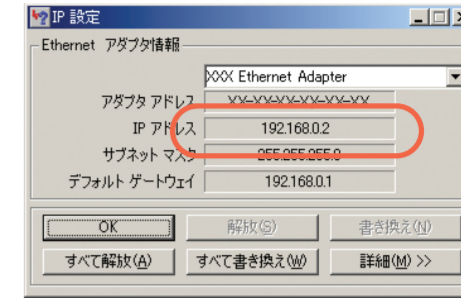 IP 設定
Ethernet アダプタ情報
XXX Ethernet Adapter
アダプタ アドレス XX-XX-XX-XX-XX-XX
IP アドレス 192.168.0.2
サブネット マスク 255.255.255.0
デフォルト ゲートウェイ 192.168.0.1
OK 解放(S) 書き換え(N)
すべて解放(A) すべて書き換え(W) 詳細(M) >>